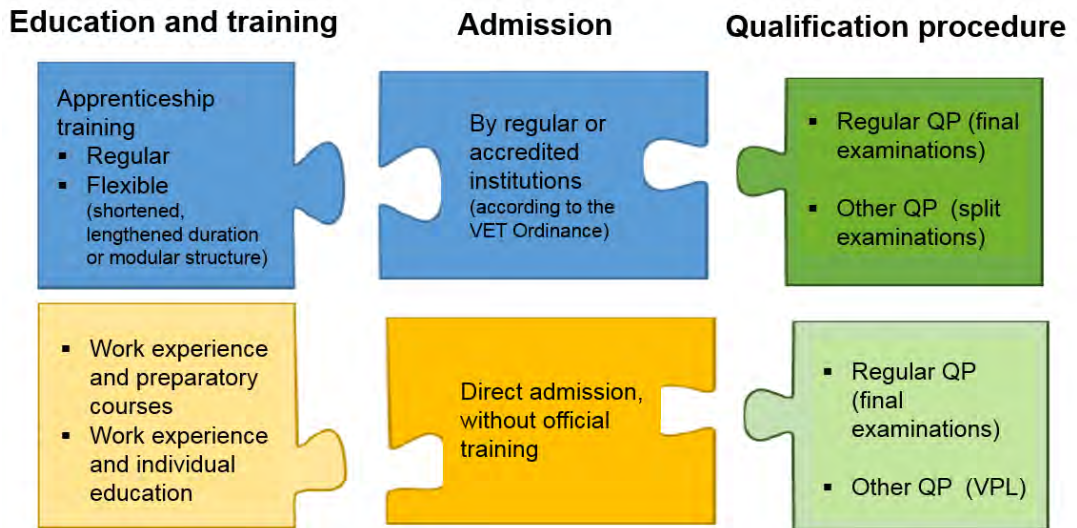 Education and training
Admission
Qualification procedure
Apprenticeship
training
▪ Regular
▪ Flexible
(shortened,
lengthened duration
or modular structure)
By regular or
accredited
institutions
(according to the
VET Ordinance)
▪ Regular QP (final
examinations)
▪ Other QP (split
examinations)
▪ Work experience
and preparatory
courses
▪ Work experience
and individual
education
Direct admission,
without official
training
▪ Regular QP
(final
examinations)
▪ Other QP (VPL)